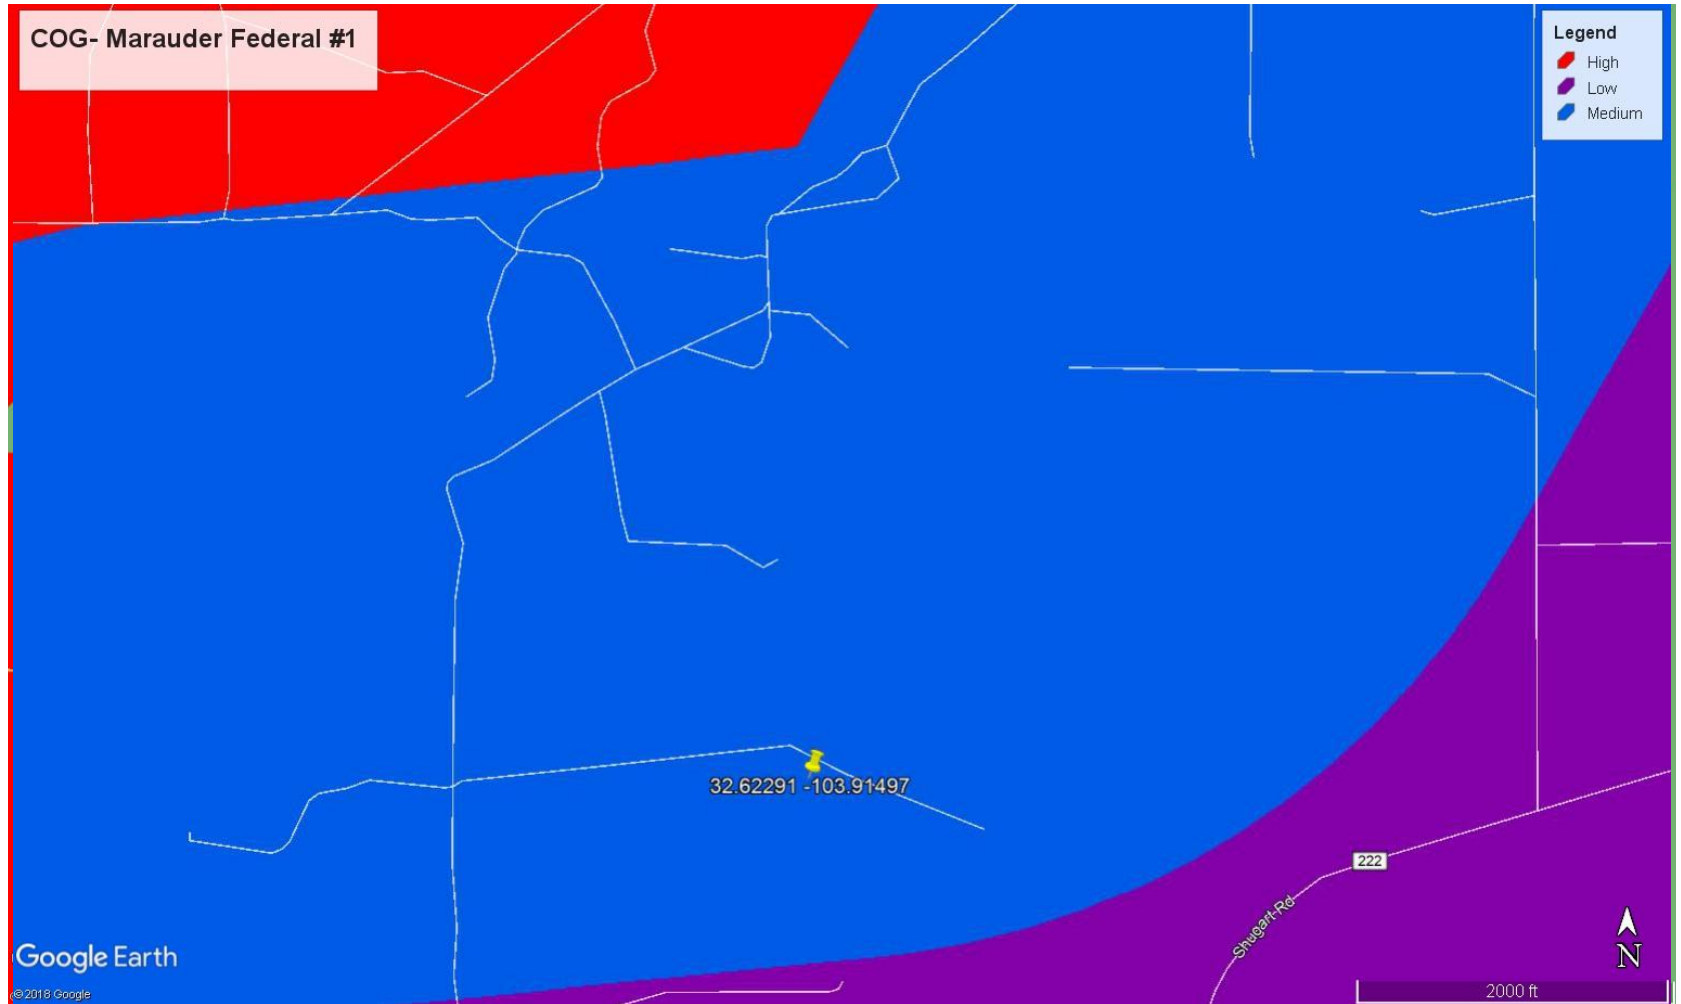 COG- Marauder Federal #1
Legend
High
Low
Medium
32.62291 -103.91497
222
Shugart-Rd
Google Earth
N
©2018 Google
2000 ft